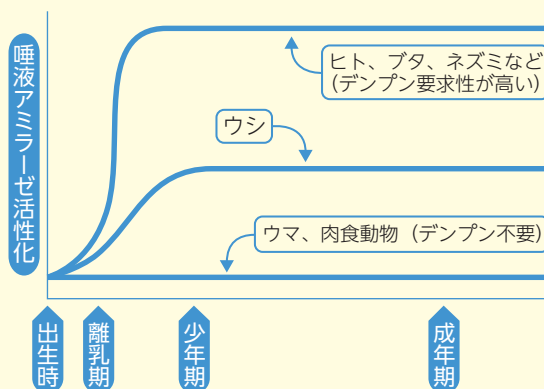 唾液アミラーゼ活性化
ヒト、ブタ、ネズミなど
（デンプン要求性が高い）
ウシ
ウマ、肉食動物（デンプン不要）
出生時
離乳期
少年期
成年期